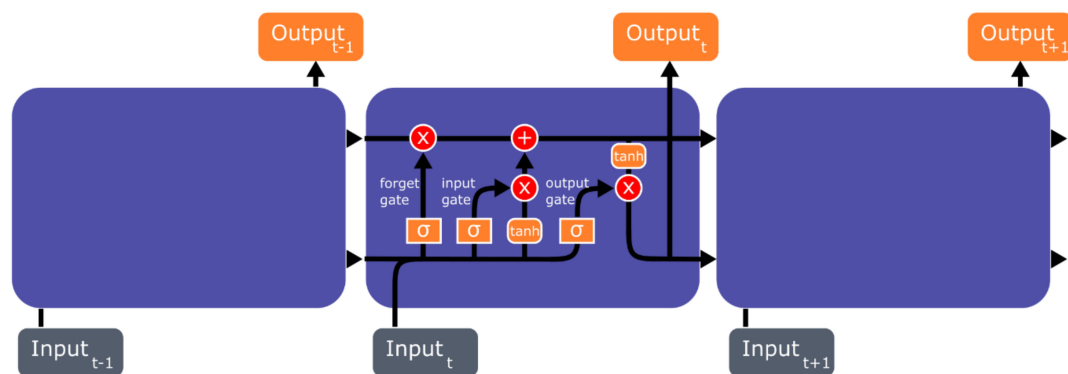 Output t-1
Output t
Output t+1
x
+
tanh
forget gate
input gate
x
output gate
x
σ
σ
tanh
σ
Input t-1
Input t
Input t+1